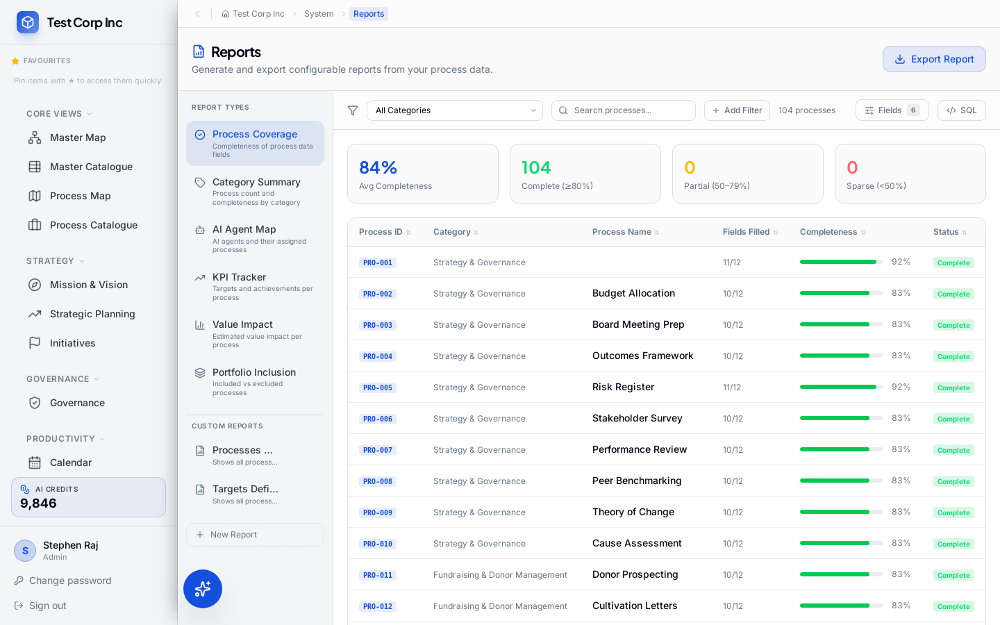 Test Corp Inc
FAVOURITES
Pin items with ★ to access them quickly
CORE VIEWS
Master Map
Master Catalogue
Process Map
Process Catalogue
STRATEGY
Mission & Vision
Strategic Planning
Initiatives
GOVERNANCE
Governance
PRODUCTIVITY
Calendar
AI CREDITS
9,846
S
Stephen Raj
Admin
Change password
Sign out
Test Corp Inc
System
Reports
Reports
Generate and export configurable reports from your process data.
Export Report
REPORT TYPES
Process Coverage
Completeness of process data
fields
Category Summary
Process count and
completeness by category
AI Agent Map
AI agents and their assigned
processes
KPI Tracker
Targets and achievements per
process
Value Impact
Estimated value impact per
process
Portfolio Inclusion
Included vs excluded
processes
CUSTOM REPORTS
Processes ...
Shows all process...
Targets Defi...
Shows all process...
New Report
All Categories
Search processes...
Add Filter
104 processes
Fields 6
SQL
84%
Avg Completeness
104
Complete (≥80%)
0
Partial (50–79%)
0
Sparse (<50%)
Process ID Category Process Name Fields Filled Completeness Status
PRO-001 Strategy & Governance 11/12 92% Complete
PRO-002 Strategy & Governance Budget Allocation 10/12 83% Complete
PRO-003 Strategy & Governance Board Meeting Prep 10/12 83% Complete
PRO-004 Strategy & Governance Outcomes Framework 10/12 83% Complete
PRO-005 Strategy & Governance Risk Register 11/12 92% Complete
PRO-006 Strategy & Governance Stakeholder Survey 10/12 83% Complete
PRO-007 Strategy & Governance Performance Review 10/12 83% Complete
PRO-008 Strategy & Governance Peer Benchmarking 10/12 83% Complete
PRO-009 Strategy & Governance Theory of Change 10/12 83% Complete
PRO-010 Strategy & Governance Cause Assessment 10/12 83% Complete
PRO-011 Fundraising & Donor Management Donor Prospecting 10/12 83% Complete
PRO-012 Fundraising & Donor Management Cultivation Letters 10/12 83% Complete